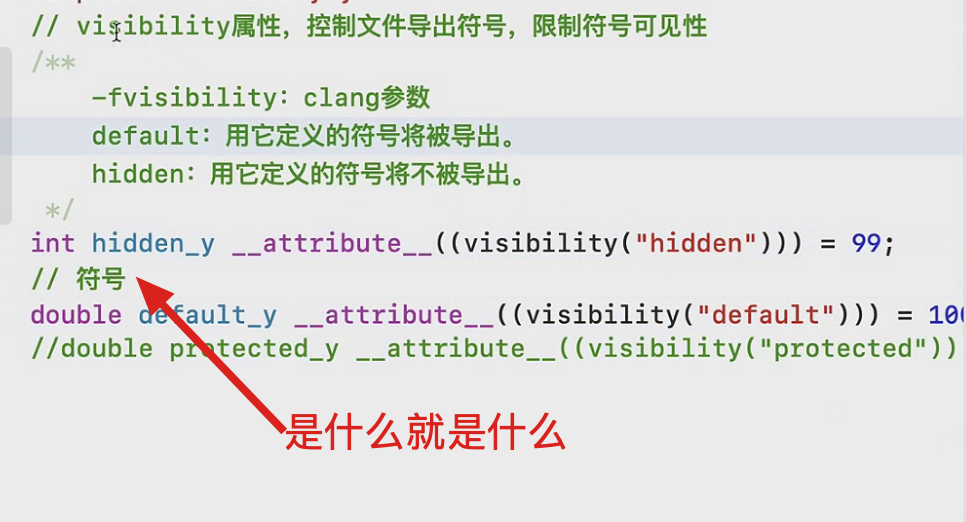 // visibility属性，控制文件导出符号，限制符号可见性
/**
-fvisibility：clang参数
default：用它定义的符号将被导出。
hidden：用它定义的符号将不被导出。
*/
int hidden_y __attribute__((visibility("hidden"))) = 99;
// 符号
double default_y __attribute__((visibility("default"))) = 100
//double protected_y __attribute__((visibility("protected"))
是什么就是什么